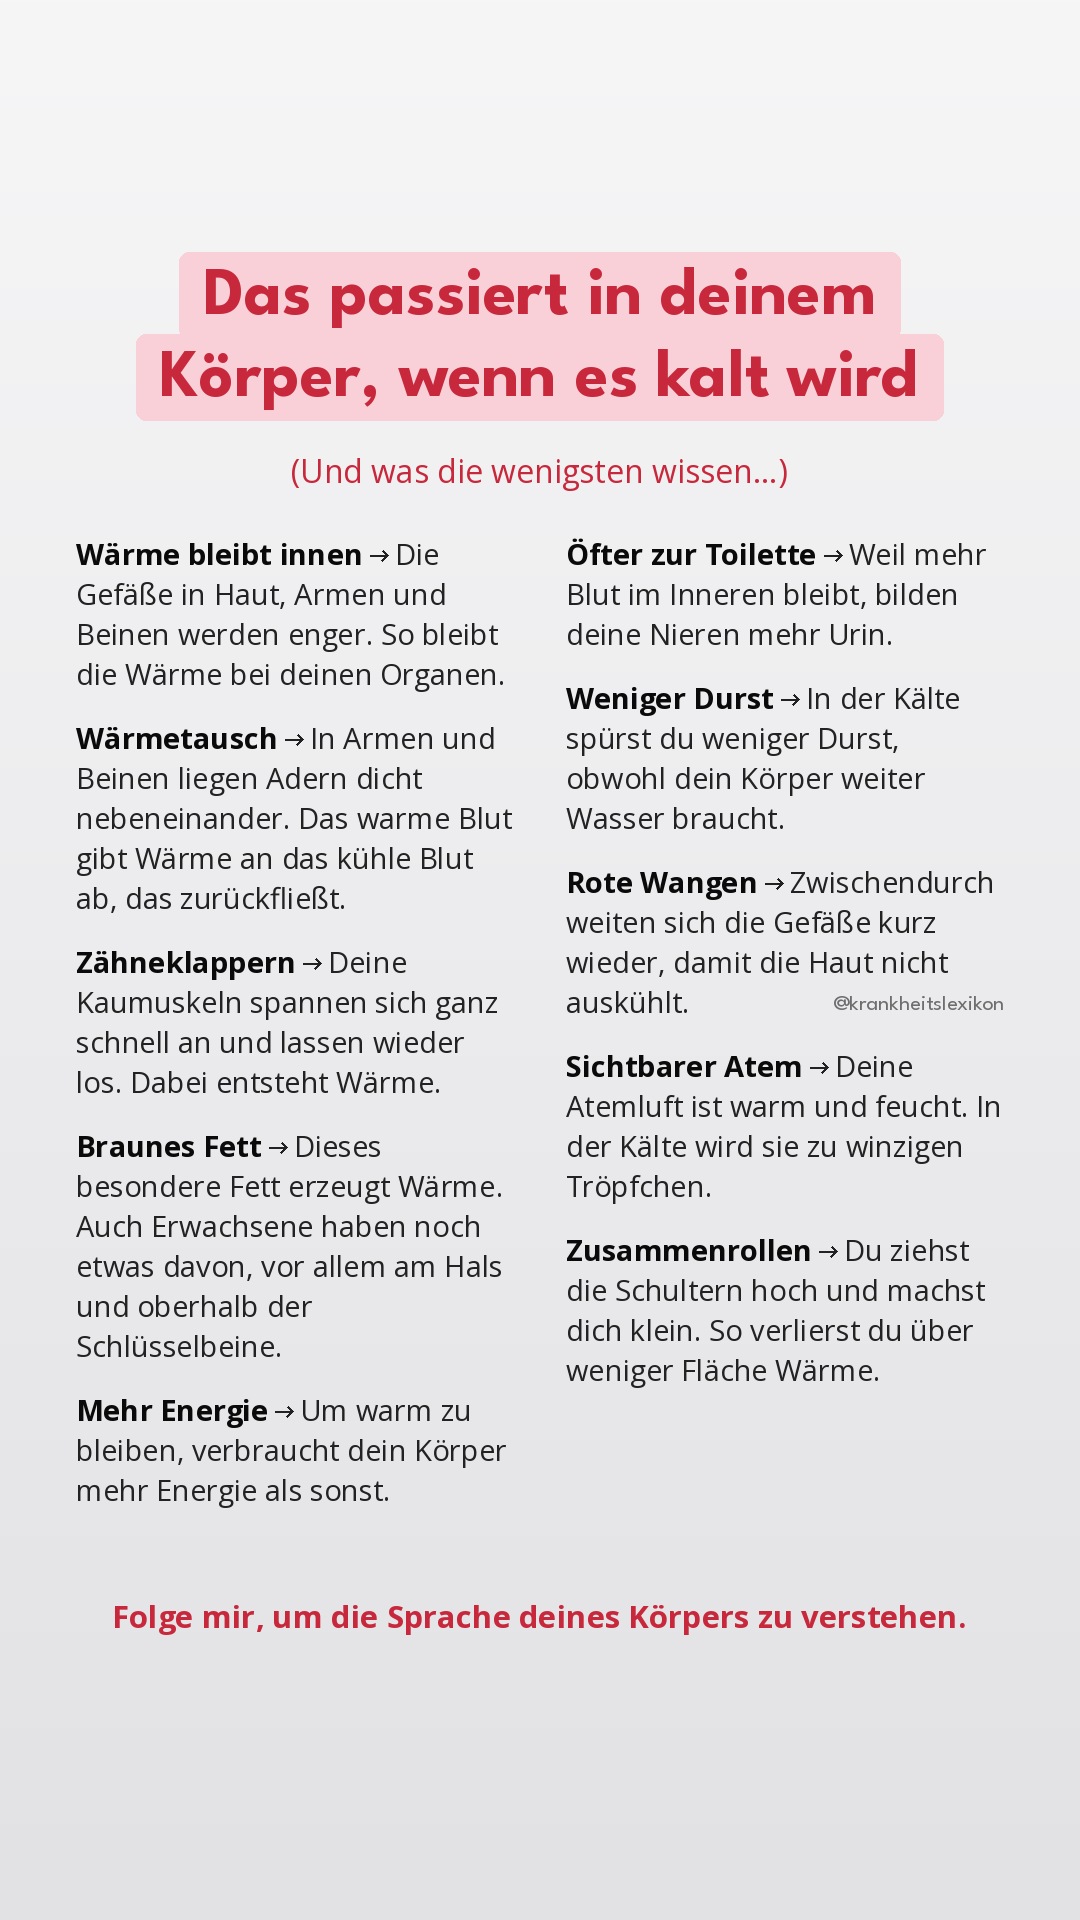 Das passiert in deinem
Körper, wenn es kalt wird
(Und was die wenigsten wissen...)
Wärme bleibt innen → Die
Gefäße in Haut, Armen und
Beinen werden enger. So bleibt
die Wärme bei deinen Organen.
Wärmetausch → In Armen und
Beinen liegen Adern dicht
nebeneinander. Das warme Blut
gibt Wärme an das kühle Blut
ab, das zurückfließt.
Zähneklappern → Deine
Kaumuskeln spannen sich ganz
schnell an und lassen wieder
los. Dabei entsteht Wärme.
Braunes Fett → Dieses
besondere Fett erzeugt Wärme.
Auch Erwachsene haben noch
etwas davon, vor allem am Hals
und oberhalb der
Schlüsselbeine.
Mehr Energie → Um warm zu
bleiben, verbraucht dein Körper
mehr Energie als sonst.
Öfter zur Toilette → Weil mehr
Blut im Inneren bleibt, bilden
deine Nieren mehr Urin.
Weniger Durst → In der Kälte
spürst du weniger Durst,
obwohl dein Körper weiter
Wasser braucht.
Rote Wangen → Zwischendurch
weiten sich die Gefäße kurz
wieder, damit die Haut nicht
auskühlt.
@krankheitslexikon
Sichtbarer Atem → Deine
Atemluft ist warm und feucht. In
der Kälte wird sie zu winzigen
Tröpfchen.
Zusammenrollen → Du ziehst
die Schultern hoch und machst
dich klein. So verlierst du über
weniger Fläche Wärme.
Folge mir, um die Sprache deines Körpers zu verstehen.